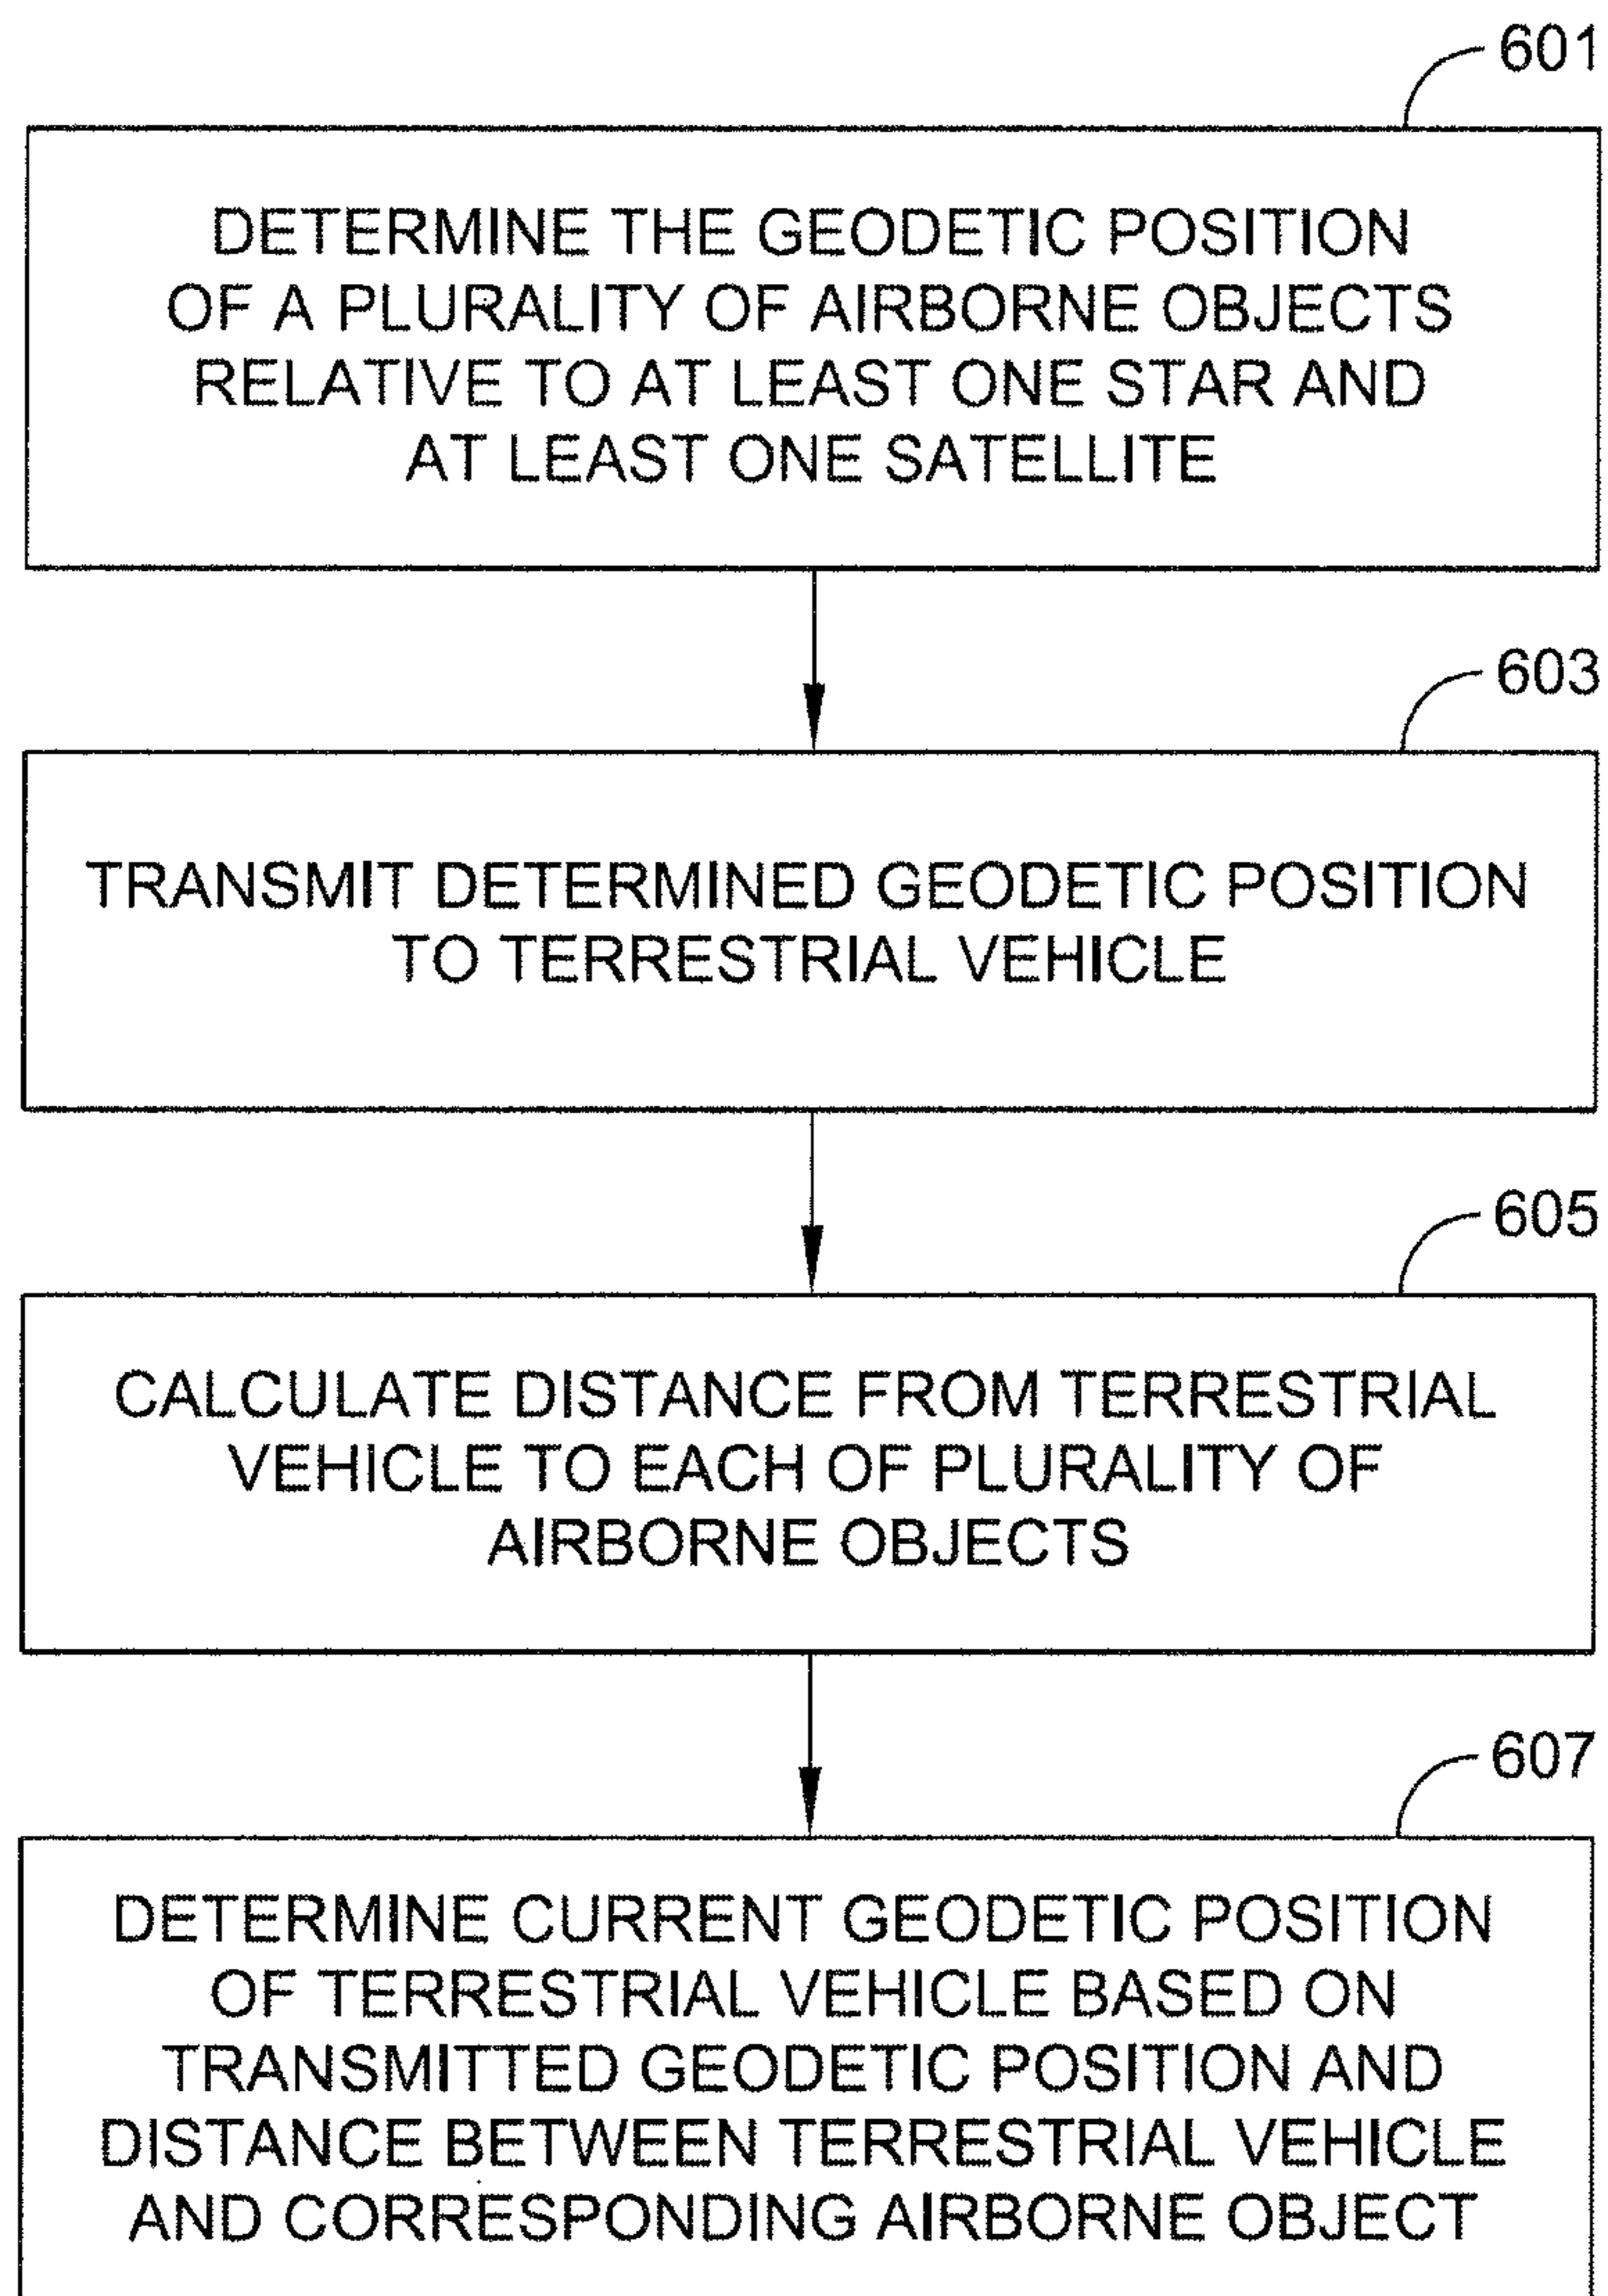 601
DETERMINE THE GEODETIC POSITION
OF A PLURALITY OF AIRBORNE OBJECTS
RELATIVE TO AT LEAST ONE STAR AND
AT LEAST ONE SATELLITE
603
TRANSMIT DETERMINED GEODETIC POSITION
TO TERRESTRIAL VEHICLE
605
CALCULATE DISTANCE FROM TERRESTRIAL
VEHICLE TO EACH OF PLURALITY OF
AIRBORNE OBJECTS
607
DETERMINE CURRENT GEODETIC POSITION
OF TERRESTRIAL VEHICLE BASED ON
TRANSMITTED GEODETIC POSITION AND
DISTANCE BETWEEN TERRESTRIAL VEHICLE
AND CORRESPONDING AIRBORNE OBJECT